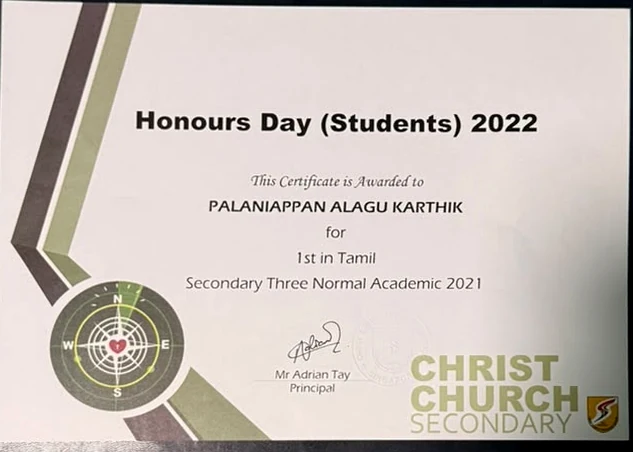 Honours Day (Students) 2022
This Certificate is Awarded to
PALANIAPPAN ALAGU KARTHIK
for
1st in Tamil
Secondary Three Normal Academic 2021
N
W E
S
Mr Adrian Tay
Principal
CHRIST
CHURCH
SECONDARY